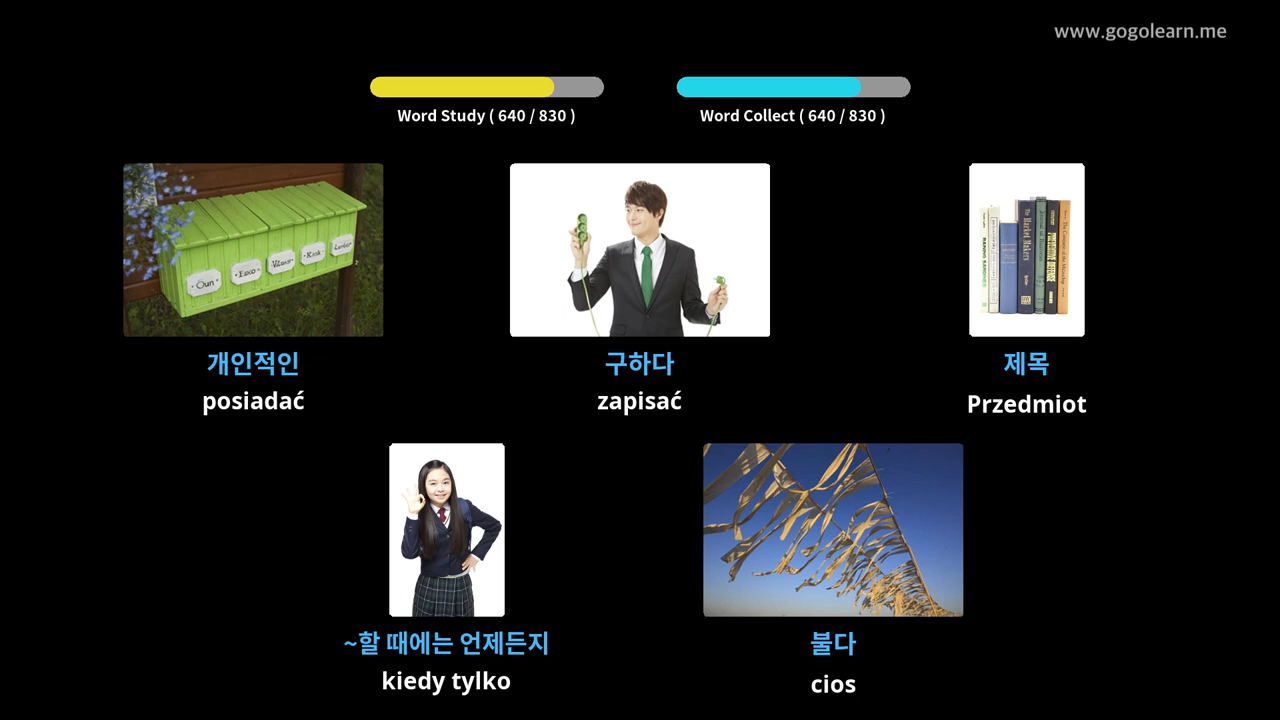 www.gogolearn.me
Word Study ( 640 / 830 )
Word Collect ( 640 / 830 )
개인적인
posiadać
구하다
zapisać
제목
Przedmiot
~할 때에는 언제든지
kiedy tylko
불다
cios